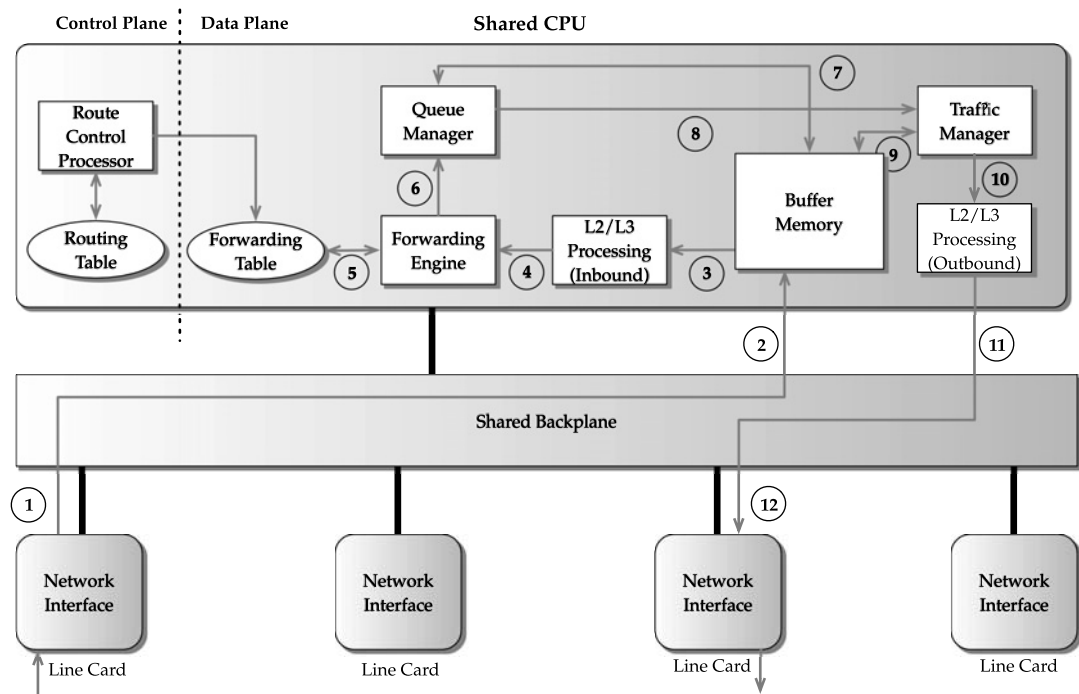 Control Plane
Data Plane
Shared CPU
Route
Control
Processor
Routing
Table
Forwarding
Table
Queue
Manager
Forwarding
Engine
L2/L3
Processing
(Inbound)
Buffer
Memory
Traffic
Manager
L2/L3
Processing
(Outbound)
7
8
9
10
6
5
4
3
2
11
Shared Backplane
1
12
Network
Interface
Network
Interface
Network
Interface
Network
Interface
Line Card
Line Card
Line Card
Line Card